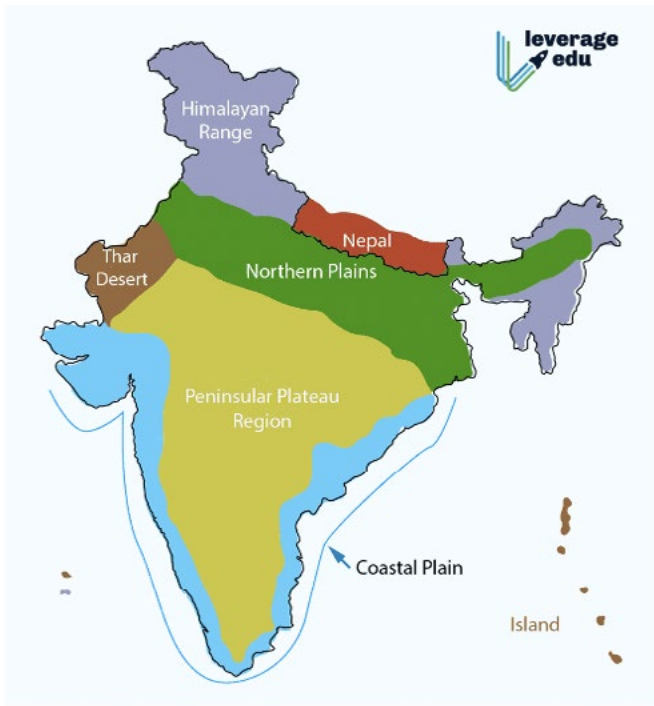 leverage
edu
Himalayan
Range
Nepal
Thar
Desert
Northern Plains
Peninsular Plateau
Region
Coastal Plain
Island